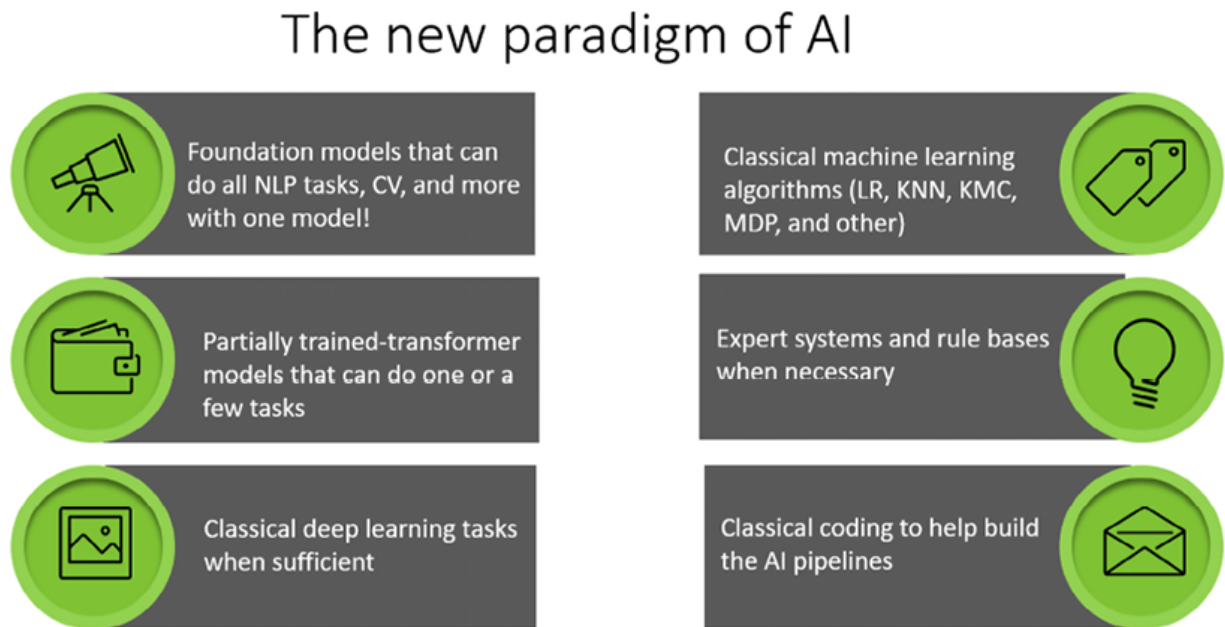 The new paradigm of AI
Foundation models that can
do all NLP tasks, CV, and more
with one model!
Partially trained-transformer
models that can do one or a
few tasks
Classical deep learning tasks
when sufficient
Classical machine learning
algorithms (LR, KNN, KMC,
MDP, and other)
Expert systems and rule bases
when necessary
Classical coding to help build
the AI pipelines